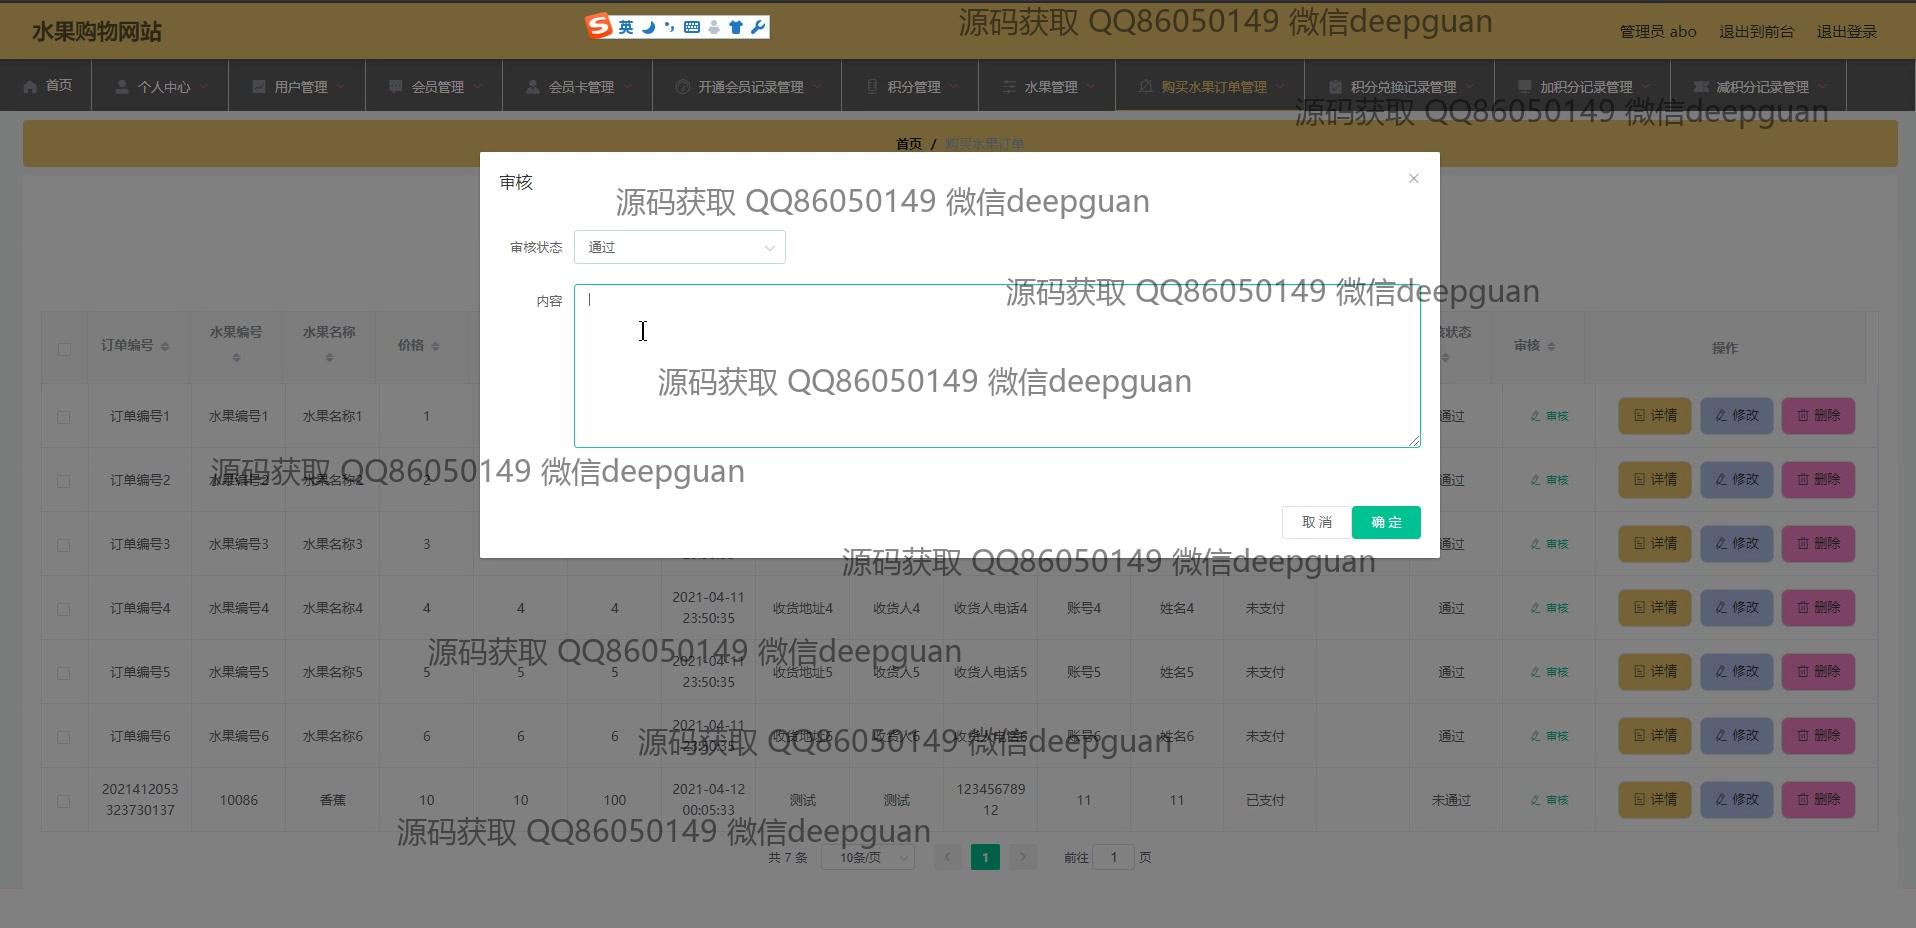 水果购物网站
英
源码获取 QQ86050149 微信deepguan
管理员 abo 退出到前台 退出登录
首页 个人中心 用户管理 会员管理 会员卡管理 开通会员记录管理 积分管理 水果管理 购买水果订单管理 积分兑换记录管理 加积分记录管理 减积分记录管理
源码获取 QQ86050149 微信deepguan
首页 / 购买水果订单
审核
源码获取 QQ86050149 微信deepguan
审核状态 通过
内容
源码获取 QQ86050149 微信deepguan
订单编号 水果编号 水果名称 价格 状态 审核 操作
源码获取 QQ86050149 微信deepguan
订单编号1 水果编号1 水果名称1 1 通过 审核 详情 修改 删除
源码获取 QQ86050149 微信deepguan
订单编号2 水果编号2 水果名称2 2 通过 审核 详情 修改 删除
取消 确定
订单编号3 水果编号3 水果名称3 3 通过 审核 详情 修改 删除
源码获取 QQ86050149 微信deepguan
订单编号4 水果编号4 水果名称4 4 4 4 2021-04-11 23:50:35 收货地址4 收货人4 收货人电话4 账号4 姓名4 未支付 通过 审核 详情 修改 删除
源码获取 QQ86050149 微信deepguan
订单编号5 水果编号5 水果名称5 5 5 5 2021-04-11 23:50:35 收货地址5 收货人5 收货人电话5 账号5 姓名5 未支付 通过 审核 详情 修改 删除
订单编号6 水果编号6 水果名称6 6 6 6 2021-04-11 23:50:35 收货地址6 收货人6 收货人电话6 账号6 姓名6 未支付 通过 审核 详情 修改 删除
源码获取 QQ86050149 微信deepguan
2021412053323730137 10086 香蕉 10 10 100 2021-04-12 00:05:33 测试 测试 12345678912 11 11 已支付 未通过 审核 详情 修改 删除
源码获取 QQ86050149 微信deepguan
共 7 条 10条/页 1 前往 1 页